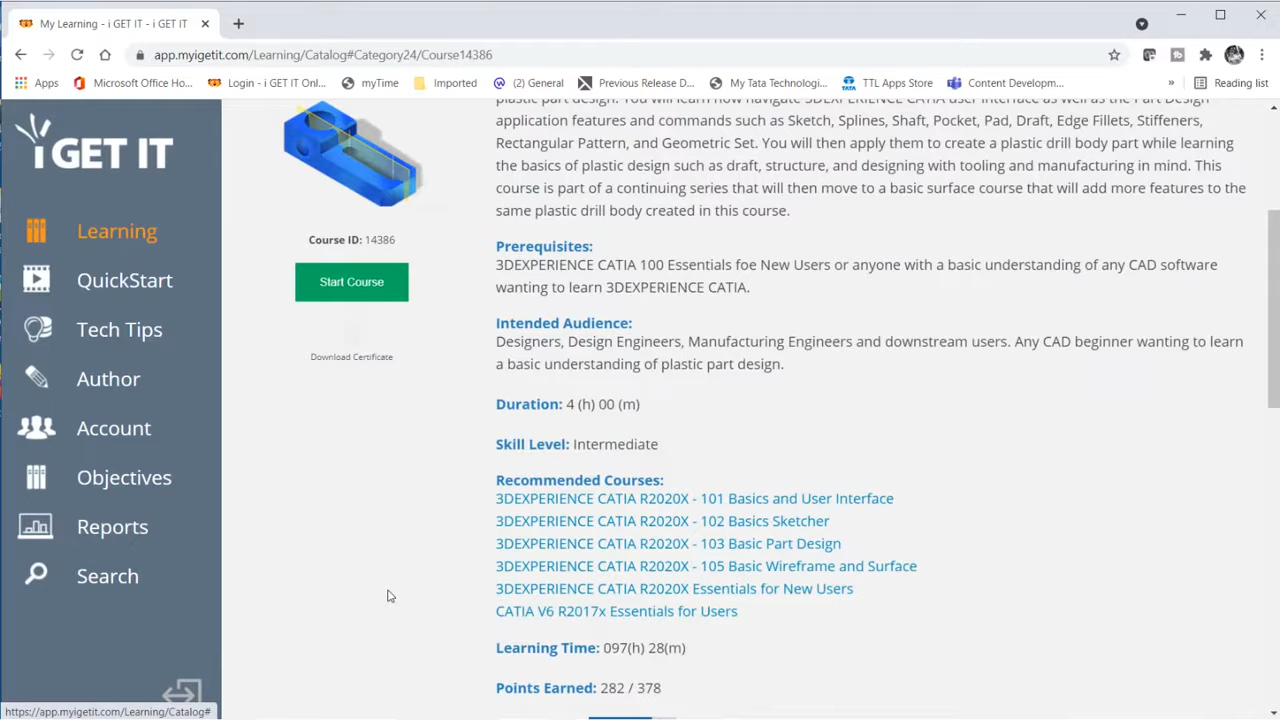 My Learning - i GET IT - i GET IT
app.myigetit.com/Learning/Catalog#Category24/Course14386
Apps
Microsoft Office Ho...
Login - i GET IT Onl...
myTime
Imported
(2) General
Previous Release D...
My Tata Technologi...
TTL Apps Store
Content Developm...
»
Reading list
i GET IT
Learning
QuickStart
Tech Tips
Author
Account
Objectives
Reports
Search
https://app.myigetit.com/Learning/Catalog#
Course ID: 14386
Start Course
Download Certificate
plastic part design. You will learn how navigate 3DEXPERIENCE CATIA user interface as well as the Part Design
application features and commands such as Sketch, Splines, Shaft, Pocket, Pad, Draft, Edge Fillets, Stiffeners,
Rectangular Pattern, and Geometric Set. You will then apply them to create a plastic drill body part while learning
the basics of plastic design such as draft, structure, and designing with tooling and manufacturing in mind. This
course is part of a continuing series that will then move to a basic surface course that will add more features to the
same plastic drill body created in this course.
Prerequisites:
3DEXPERIENCE CATIA 100 Essentials foe New Users or anyone with a basic understanding of any CAD software
wanting to learn 3DEXPERIENCE CATIA.
Intended Audience:
Designers, Design Engineers, Manufacturing Engineers and downstream users. Any CAD beginner wanting to learn
a basic understanding of plastic part design.
Duration: 4 (h) 00 (m)
Skill Level: Intermediate
Recommended Courses:
3DEXPERIENCE CATIA R2020X - 101 Basics and User Interface
3DEXPERIENCE CATIA R2020X - 102 Basics Sketcher
3DEXPERIENCE CATIA R2020X - 103 Basic Part Design
3DEXPERIENCE CATIA R2020X - 105 Basic Wireframe and Surface
3DEXPERIENCE CATIA R2020X Essentials for New Users
CATIA V6 R2017x Essentials for Users
Learning Time: 097(h) 28(m)
Points Earned: 282 / 378